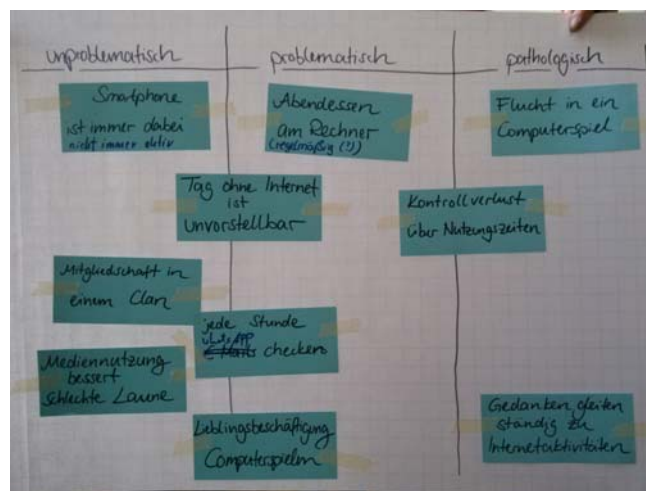 unproblematisch
problematisch
pathologisch
Smartphone
ist immer dabei
nicht immer aktiv
Abendessen
am Rechner
(regelmäßig (!))
Flucht in ein
Computerspiel
Tag ohne Internet
ist
unvorstellbar
Kontrollverlust
über Nutzungszeiten
Mitgliedschaft in
einem Clan
jede Stunde
WhatsApp
checken
Mediennutzung
bessert
schlechte Laune
Lieblingsbeschäftigung
Computerspielen
Gedanken gleiten
ständig zu
Internetaktivitäten